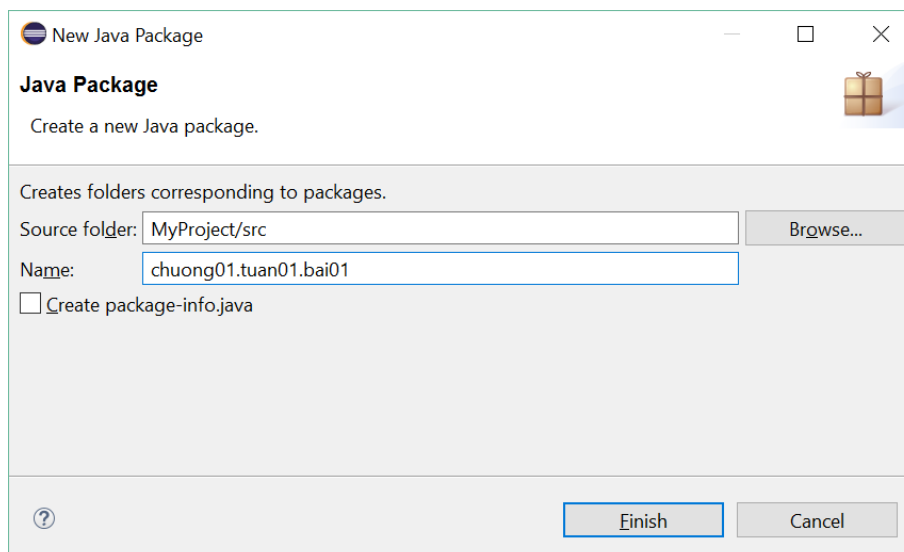 New Java Package
Java Package
Create a new Java package.
Creates folders corresponding to packages.
Source folder: MyProject/src Browse...
Name: chuong01.tuan01.bai01
Create package-info.java
? Finish Cancel